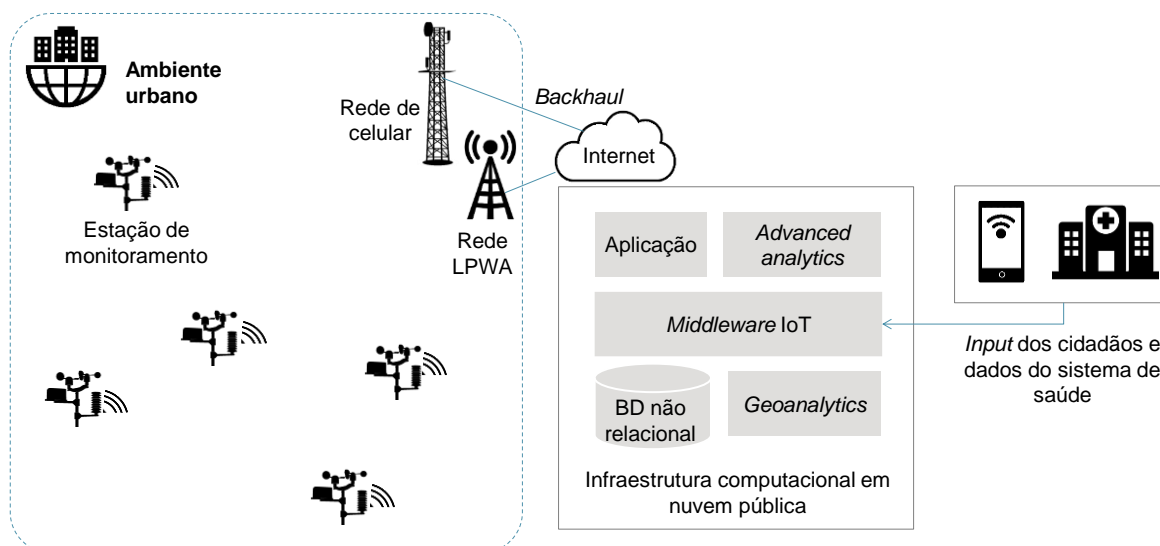 Ambiente
urbano
Rede de
celular
Backhaul
Internet
Estação de
monitoramento
Rede
LPWA
Aplicação
Advanced
analytics
Middleware IoT
BD não
relacional
Geoanalytics
Infraestrutura computacional em
nuvem pública
Input dos cidadãos e
dados do sistema de
saúde